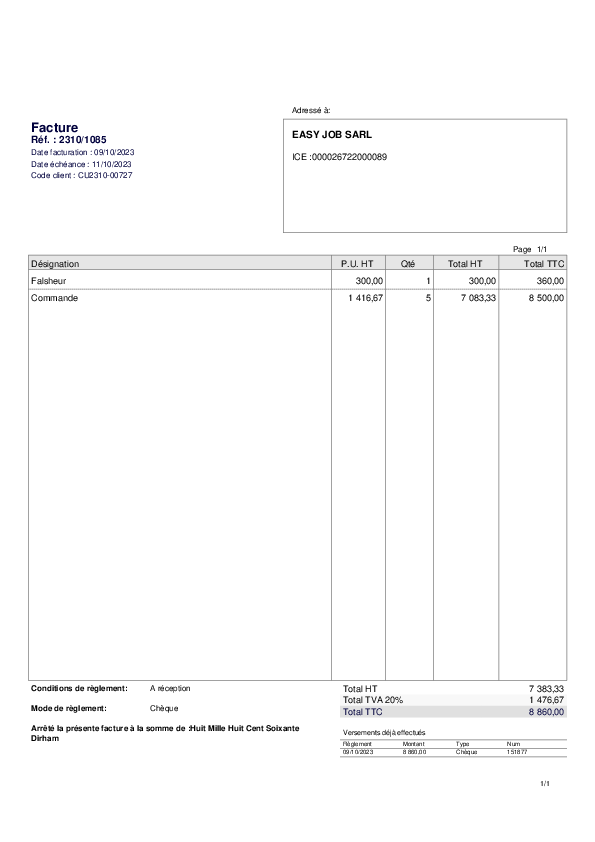 Adressé à:
Facture
Réf. : 2310/1085
Date facturation : 09/10/2023
Date échéance : 11/10/2023
Code client : CU2310-00727
EASY JOB SARL
ICE :000026722000089
Page 1/1
Désignation P.U. HT Qté Total HT Total TTC
Falsheur 300,00 1 300,00 360,00
Commande 1 416,67 5 7 083,33 8 500,00
Conditions de règlement: A réception
Mode de règlement: Chèque
Arrêté la présente facture à la somme de :Huit Mille Huit Cent Soixante
Dirham
Total HT 7 383,33
Total TVA 20% 1 476,67
Total TTC 8 860,00
Versements déjà effectués
Règlement Montant Type Num
09/10/2023 8 860,00 Chèque 151877
1/1